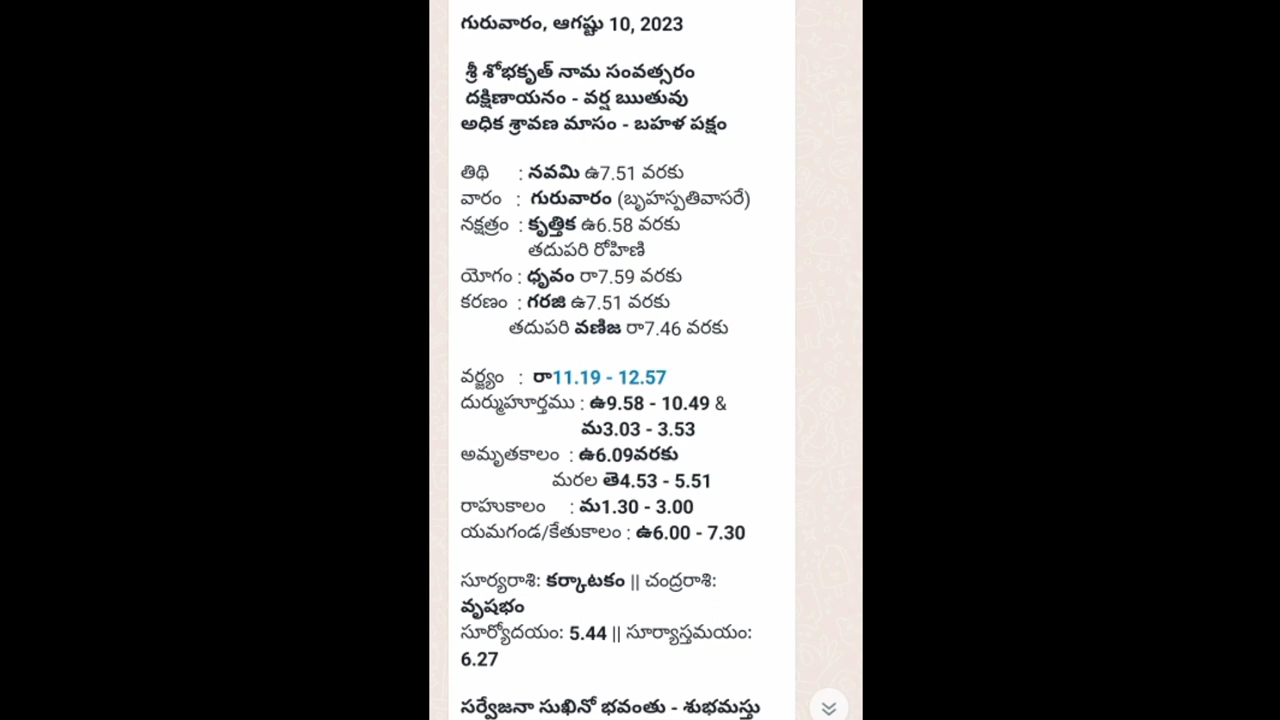 గురువారం, ఆగష్టు 10, 2023
శ్రీ శోభకృత్ నామ సంవత్సరం
దక్షిణాయనం - వర్ష ఋతువు
అధిక శ్రావణ మాసం - బహళ పక్షం
తిథి : నవమి ఉ7.51 వరకు
వారం : గురువారం (బృహస్పతివాసరే)
నక్షత్రం : కృత్తిక ఉ6.58 వరకు
తదుపరి రోహిణి
యోగం : ధృవం రా7.59 వరకు
కరణం : గరజి ఉ7.51 వరకు
తదుపరి వణిజ రా7.46 వరకు
వర్జ్యం : రా11.19 - 12.57
దుర్ముహూర్తము : ఉ9.58 - 10.49 &
మ3.03 - 3.53
అమృతకాలం : ఉ6.09వరకు
మరల తె4.53 - 5.51
రాహుకాలం : మ1.30 - 3.00
యమగండ/కేతుకాలం : ఉ6.00 - 7.30
సూర్యరాశి: కర్కాటకం || చంద్రరాశి:
వృషభం
సూర్యోదయం: 5.44 || సూర్యాస్తమయం:
6.27
సర్వేజనా సుఖినో భవంతు - శుభమస్తు